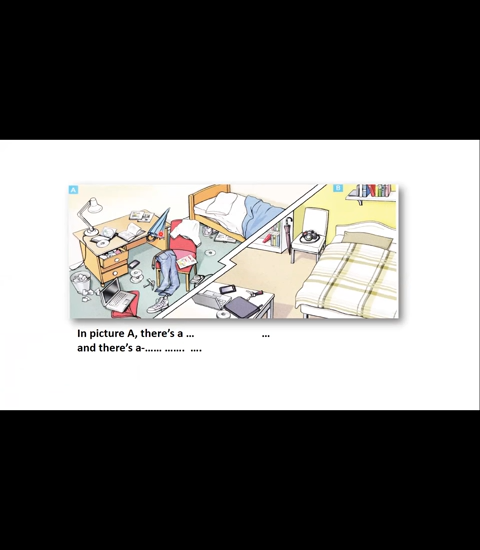 A
B
In picture A, there's a ... ...
and there's a-...... ....... ....